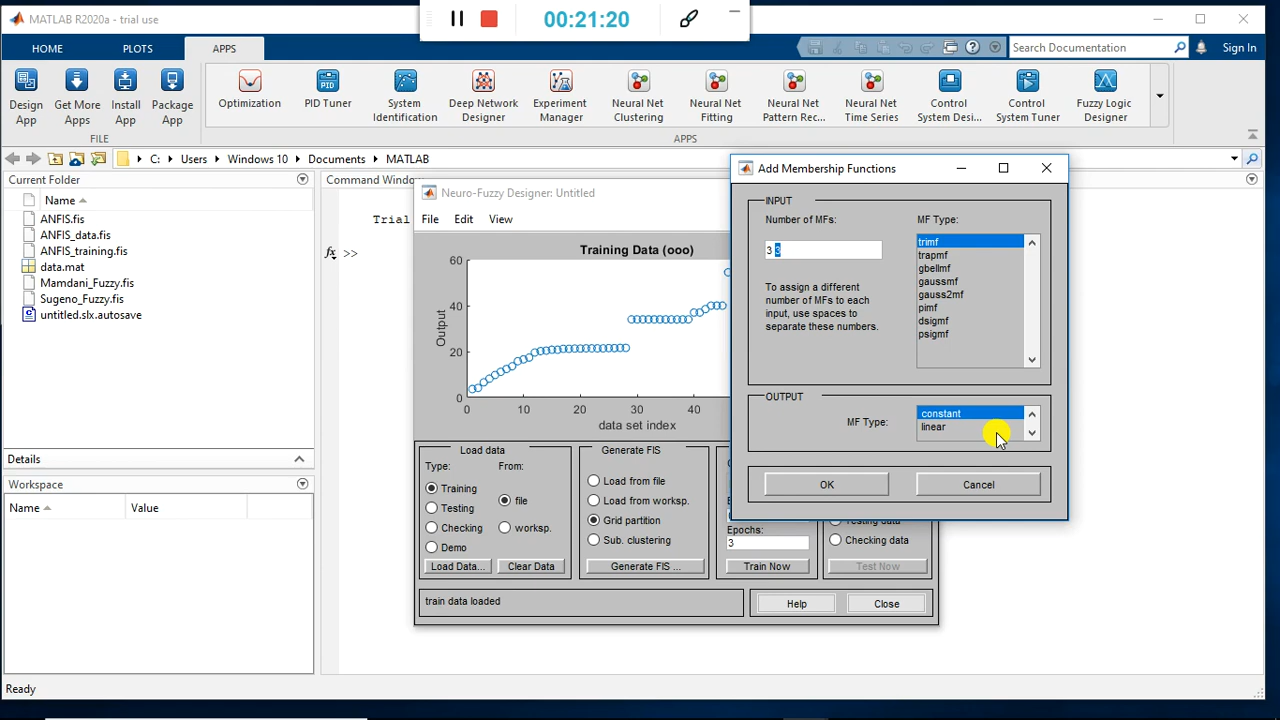 MATLAB R2020a - trial use
00:21:20
HOME
PLOTS
APPS
Search Documentation
Sign In
Design App
Get More Apps
Install App
Package App
FILE
Optimization
PID Tuner
System Identification
Deep Network Designer
Experiment Manager
Neural Net Clustering
Neural Net Fitting
Neural Net Pattern Rec...
Neural Net Time Series
Control System Desi...
Control System Tuner
Fuzzy Logic Designer
APPS
C: Users Windows 10 Documents MATLAB
Current Folder
Name
ANFIS.fis
ANFIS_data.fis
ANFIS_training.fis
data.mat
Mamdani_Fuzzy.fis
Sugeno_Fuzzy.fis
untitled.slx.autosave
Details
Workspace
Name
Value
Ready
Command Windo
Trial
fx >>
Neuro-Fuzzy Designer: Untitled
File
Edit
View
Training Data (ooo)
60
40
20
0
Output
0
10
20
30
40
data set index
Load data
Type:
From:
Training
Testing
Checking
Demo
file
worksp.
Load Data...
Clear Data
Generate FIS
Load from file
Load from worksp.
Grid partition
Sub. clustering
Generate FIS ...
Epochs:
3
Train Now
Testing data
Checking data
Test Now
train data loaded
Help
Close
Add Membership Functions
INPUT
Number of MFs:
3 3
To assign a different
number of MFs to each
input, use spaces to
separate these numbers.
MF Type:
trimf
trapmf
gbellmf
gaussmf
gauss2mf
pimf
dsigmf
psigmf
OUTPUT
MF Type:
constant
linear
OK
Cancel